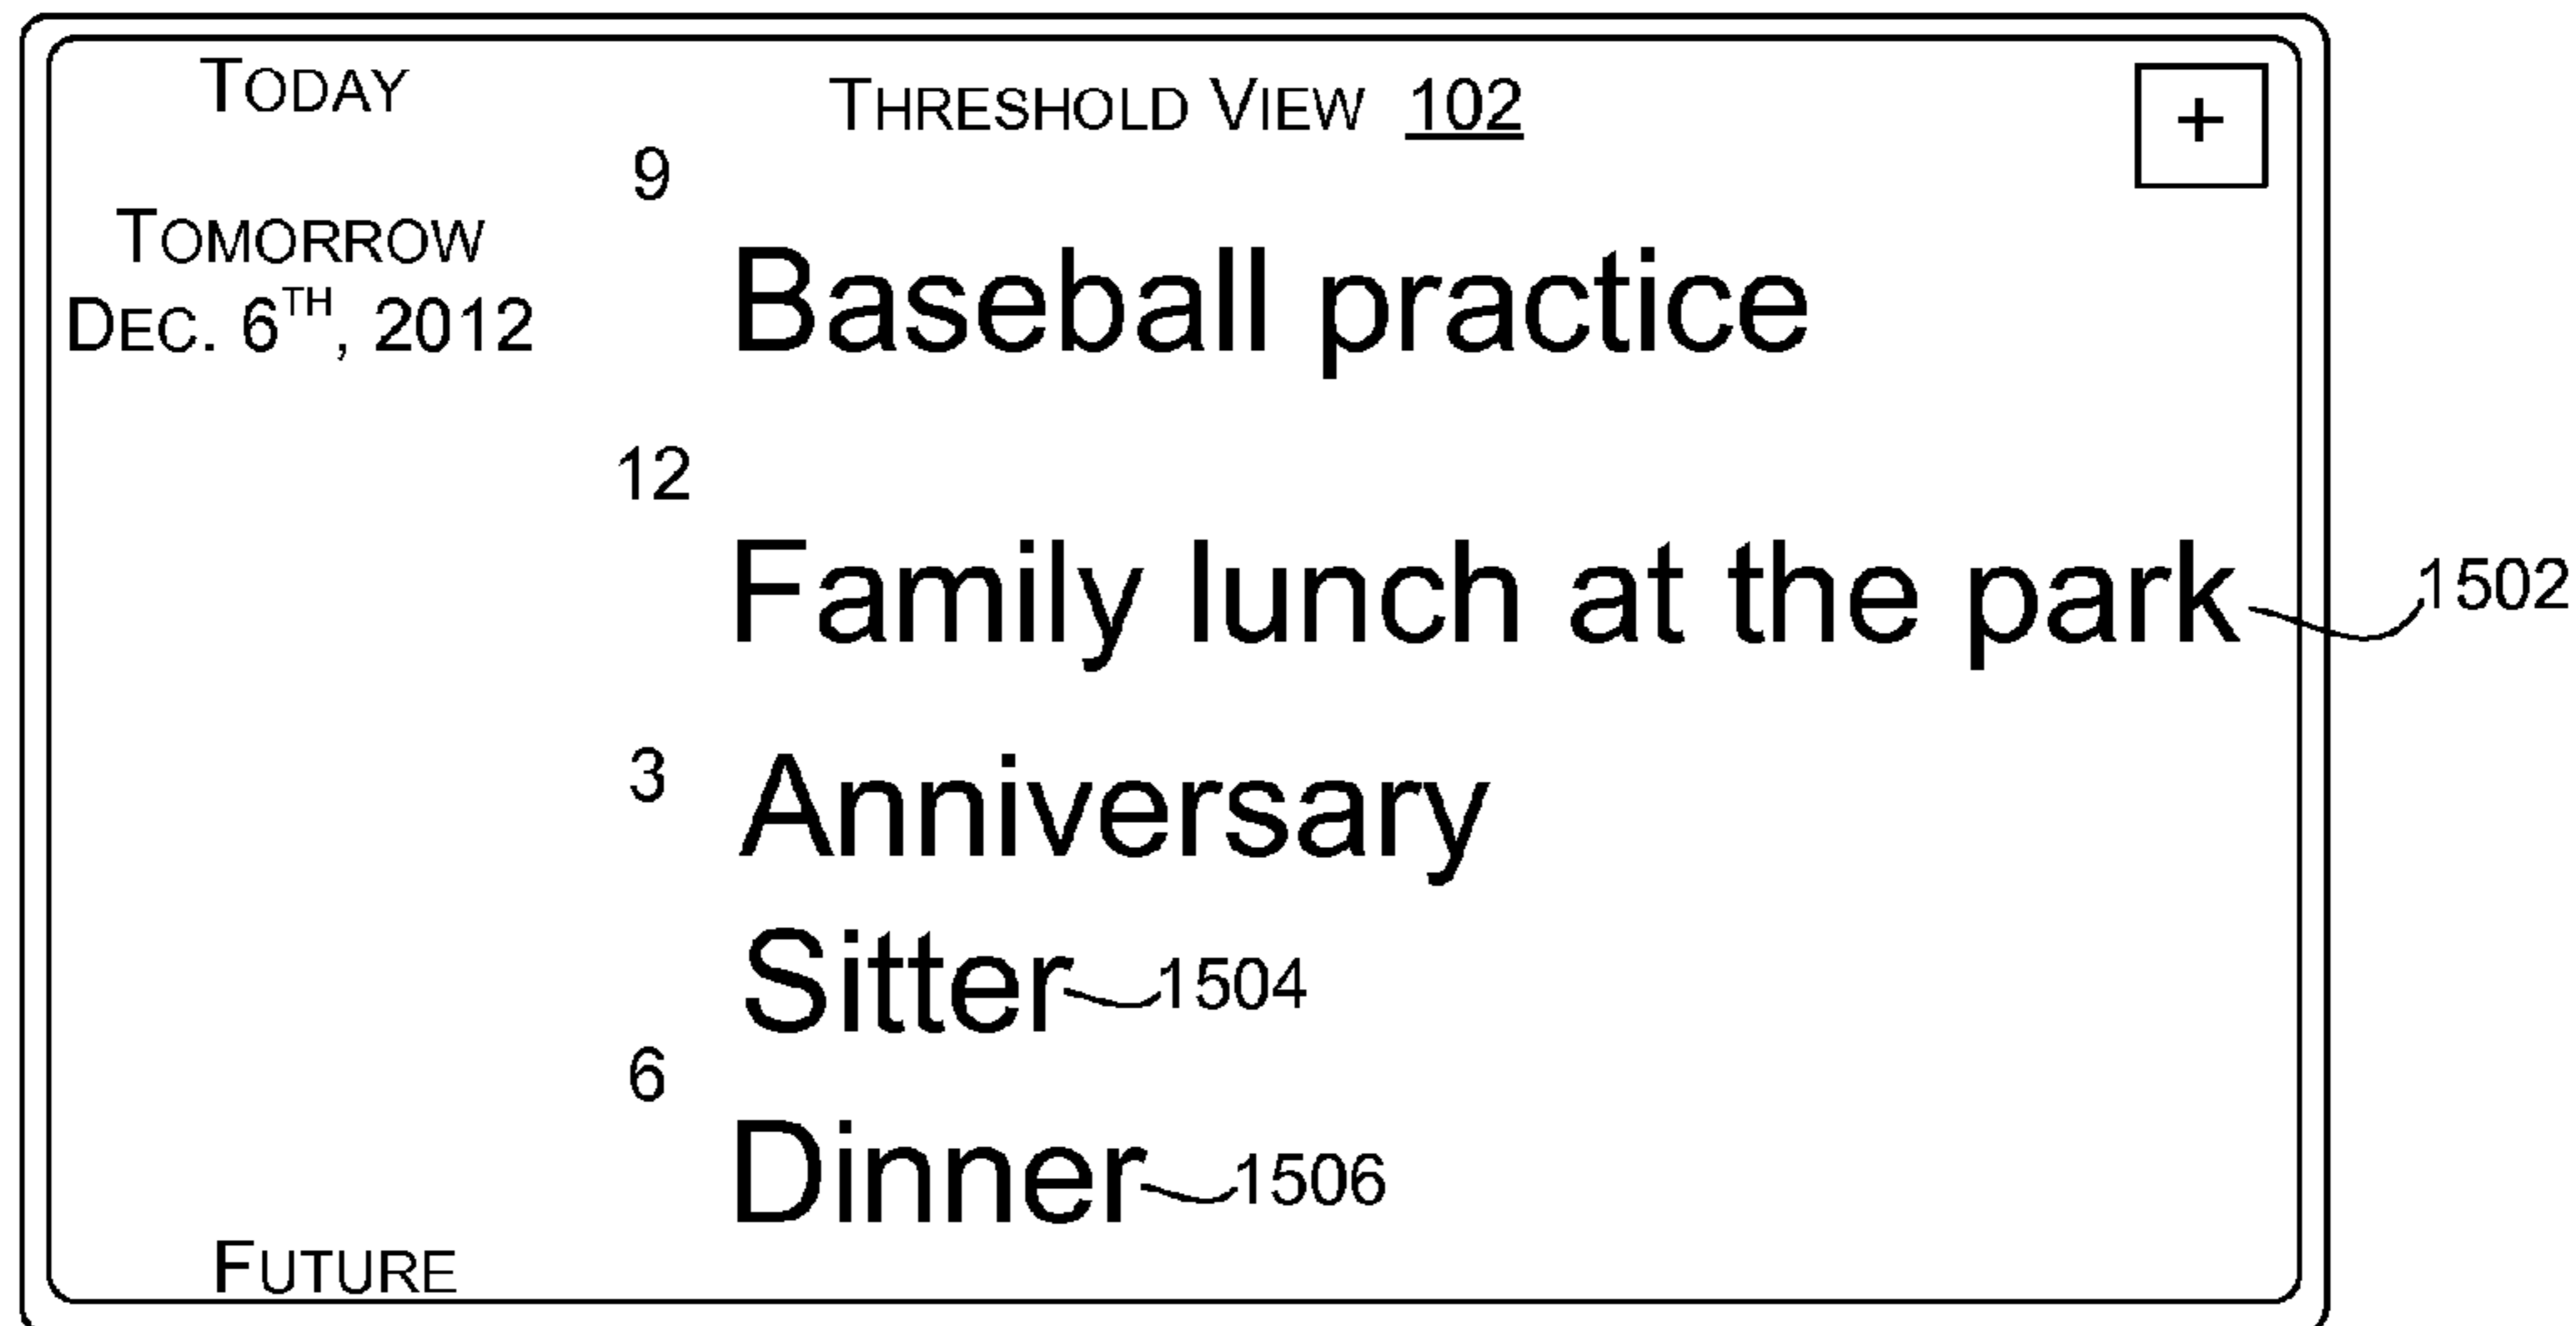 TODAY
THRESHOLD VIEW 102
+
9
TOMORROW
DEC. 6TH, 2012
Baseball practice
12
Family lunch at the park
1502
3
Anniversary
Sitter
1504
6
Dinner
1506
FUTURE